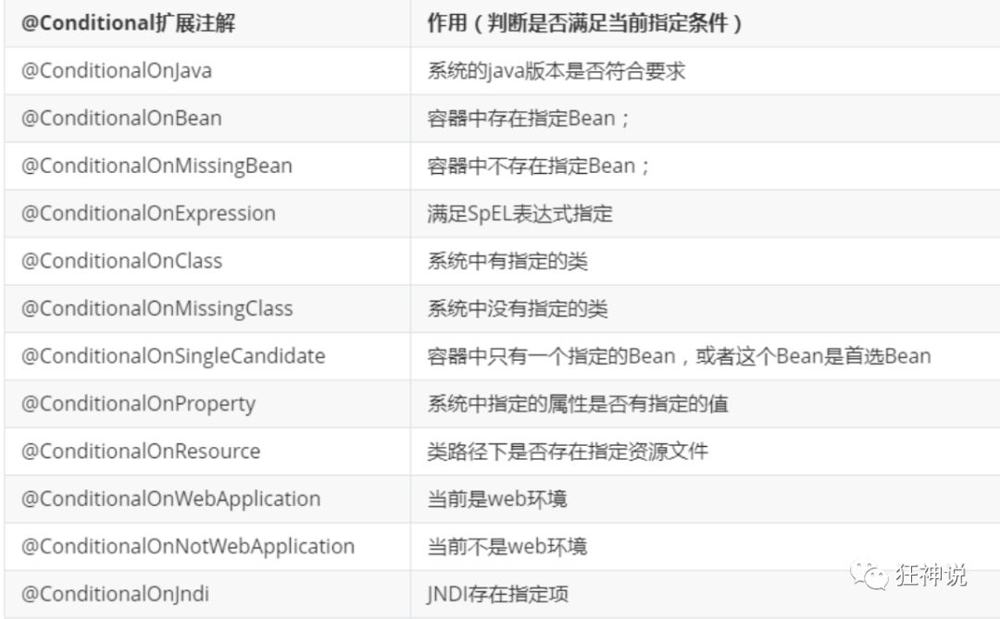 @Conditional扩展注解 作用（判断是否满足当前指定条件）
@ConditionalOnJava 系统的java版本是否符合要求
@ConditionalOnBean 容器中存在指定Bean；
@ConditionalOnMissingBean 容器中不存在指定Bean；
@ConditionalOnExpression 满足SpEL表达式指定
@ConditionalOnClass 系统中有指定的类
@ConditionalOnMissingClass 系统中没有指定的类
@ConditionalOnSingleCandidate 容器中只有一个指定的Bean，或者这个Bean是首选Bean
@ConditionalOnProperty 系统中指定的属性是否有指定的值
@ConditionalOnResource 类路径下是否存在指定资源文件
@ConditionalOnWebApplication 当前是web环境
@ConditionalOnNotWebApplication 当前不是web环境
@ConditionalOnJndi JNDI存在指定项
狂神说